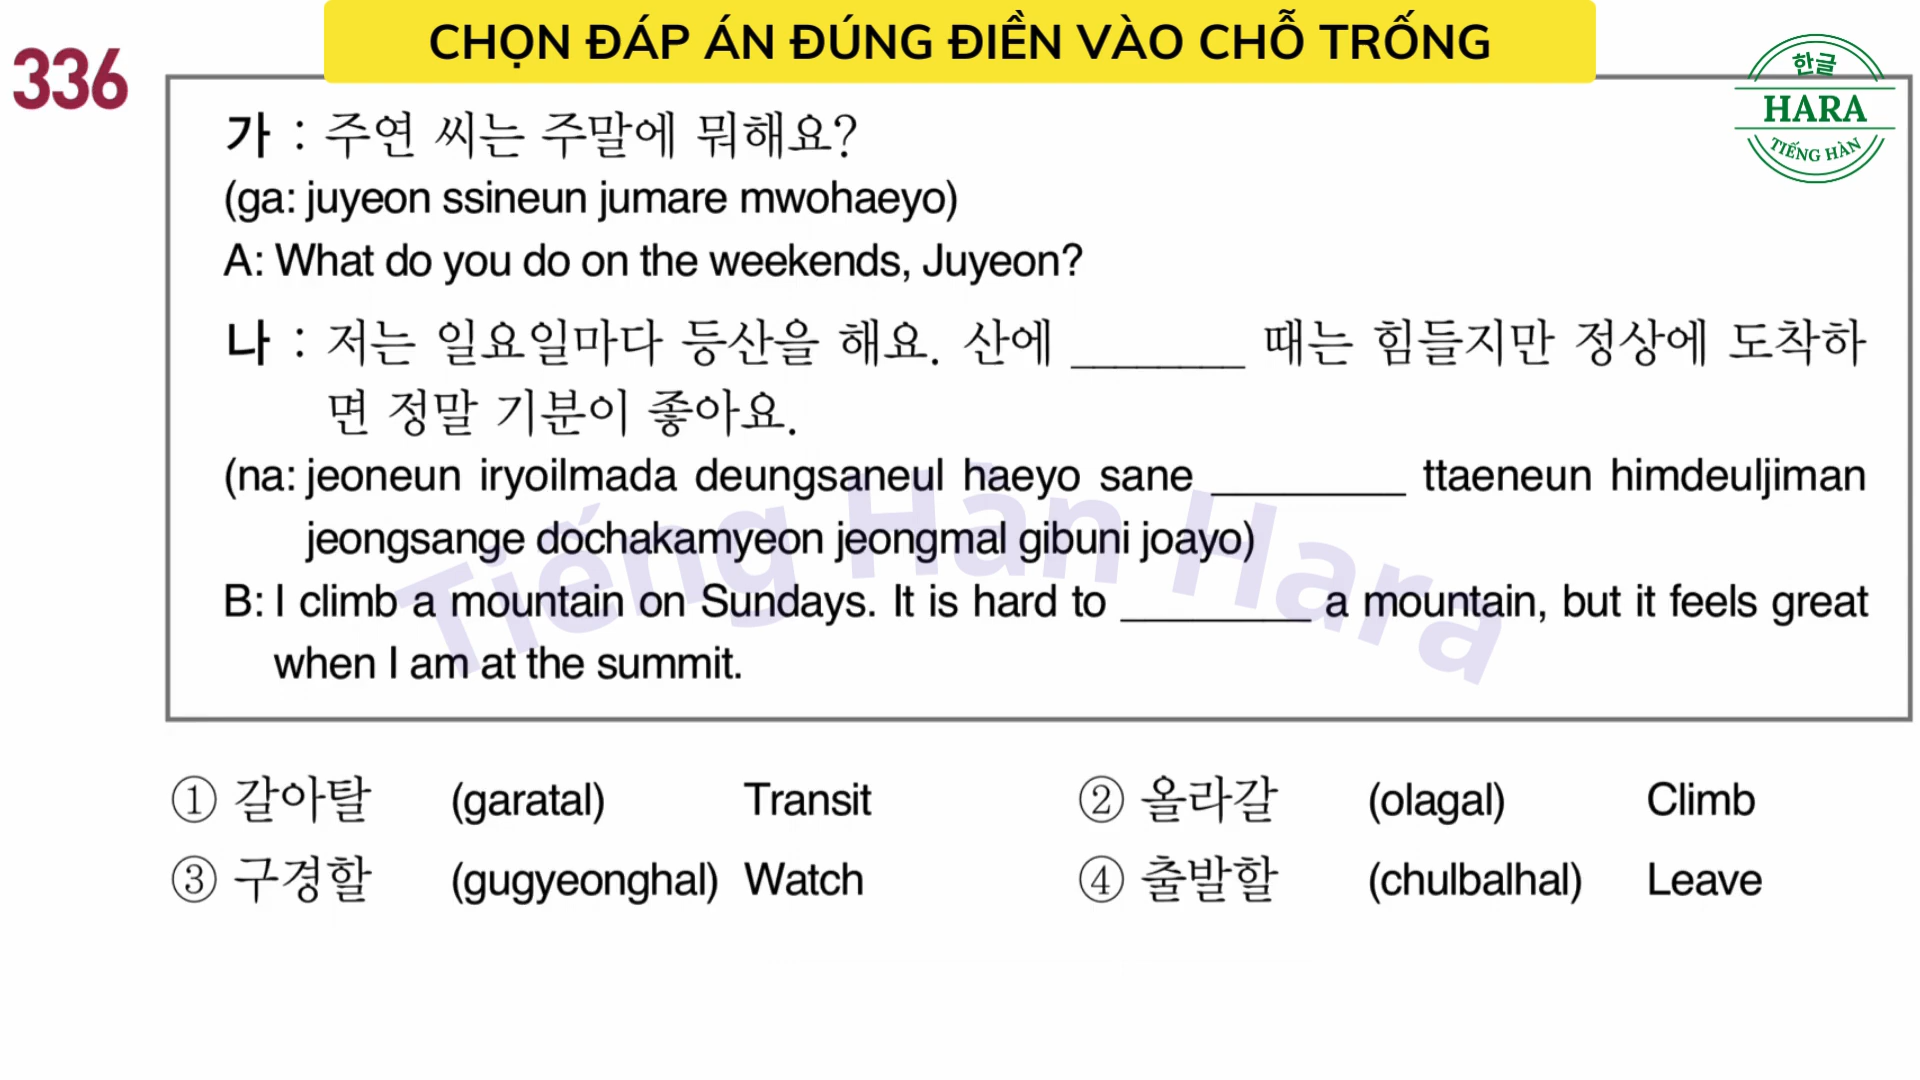 CHỌN ĐÁP ÁN ĐÚNG ĐIỀN VÀO CHỖ TRỐNG
336
한글
HARA
TIẾNG HÀN
가 : 주연 씨는 주말에 뭐해요?
(ga: juyeon ssineun jumare mwohaeyo)
A: What do you do on the weekends, Juyeon?
나 : 저는 일요일마다 등산을 해요. 산에 ________ 때는 힘들지만 정상에 도착하
면 정말 기분이 좋아요.
(na: jeoneun iryoilmada deungsaneul haeyo sane ________ ttaeneun himdeuljiman
jeongsange dochakamyeon jeongmal gibuni joayo)
B: I climb a mountain on Sundays. It is hard to ________ a mountain, but it feels great
when I am at the summit.
Tiếng Hàn Hara
① 갈아탈 (garatal) Transit ② 올라갈 (olagal) Climb
③ 구경할 (gugyeonghal) Watch ④ 출발할 (chulbalhal) Leave